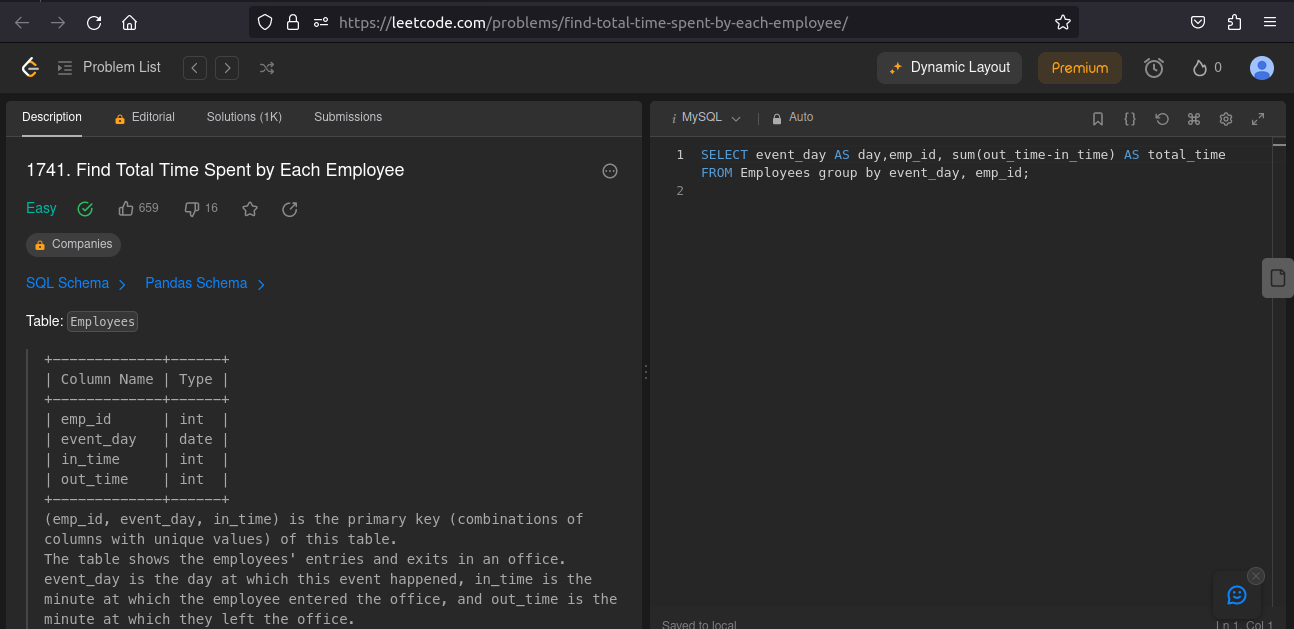 https://leetcode.com/problems/find-total-time-spent-by-each-employee/
Problem List
Dynamic Layout
Premium
0
Description
Editorial
Solutions (1K)
Submissions
1741. Find Total Time Spent by Each Employee
Easy
659
16
Companies
SQL Schema
Pandas Schema
Table: Employees
+-------------+------+
| Column Name | Type |
+-------------+------+
| emp_id      | int  |
| event_day   | date |
| in_time     | int  |
| out_time    | int  |
+-------------+------+
(emp_id, event_day, in_time) is the primary key (combinations of
columns with unique values) of this table.
The table shows the employees' entries and exits in an office.
event_day is the day at which this event happened, in_time is the
minute at which the employee entered the office, and out_time is the
minute at which they left the office.
i MySQL
Auto
1 SELECT event_day AS day,emp_id, sum(out_time-in_time) AS total_time
FROM Employees group by event_day, emp_id;
2
Saved to local
Ln 1, Col 1